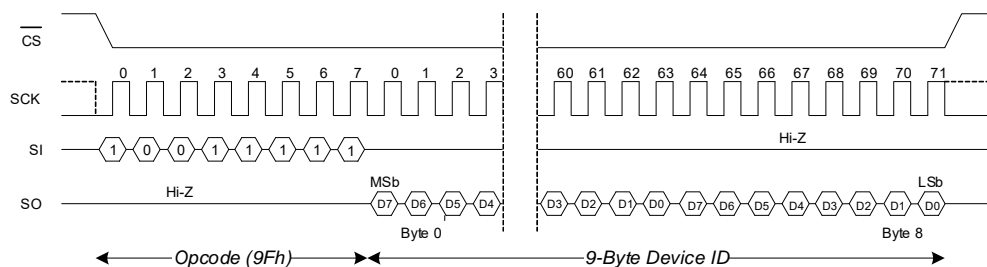 CS
0 1 2 3 4 5 6 7 0 1 2 3 60 61 62 63 64 65 66 67 68 69 70 71
SCK
Hi-Z
SI 1 0 0 1 1 1 1 1
Hi-Z MSb LSb
SO D7 D6 D5 D4 D3 D2 D1 D0 D7 D6 D5 D4 D3 D2 D1 D0
Byte 0 Byte 8
Opcode (9Fh) 9-Byte Device ID